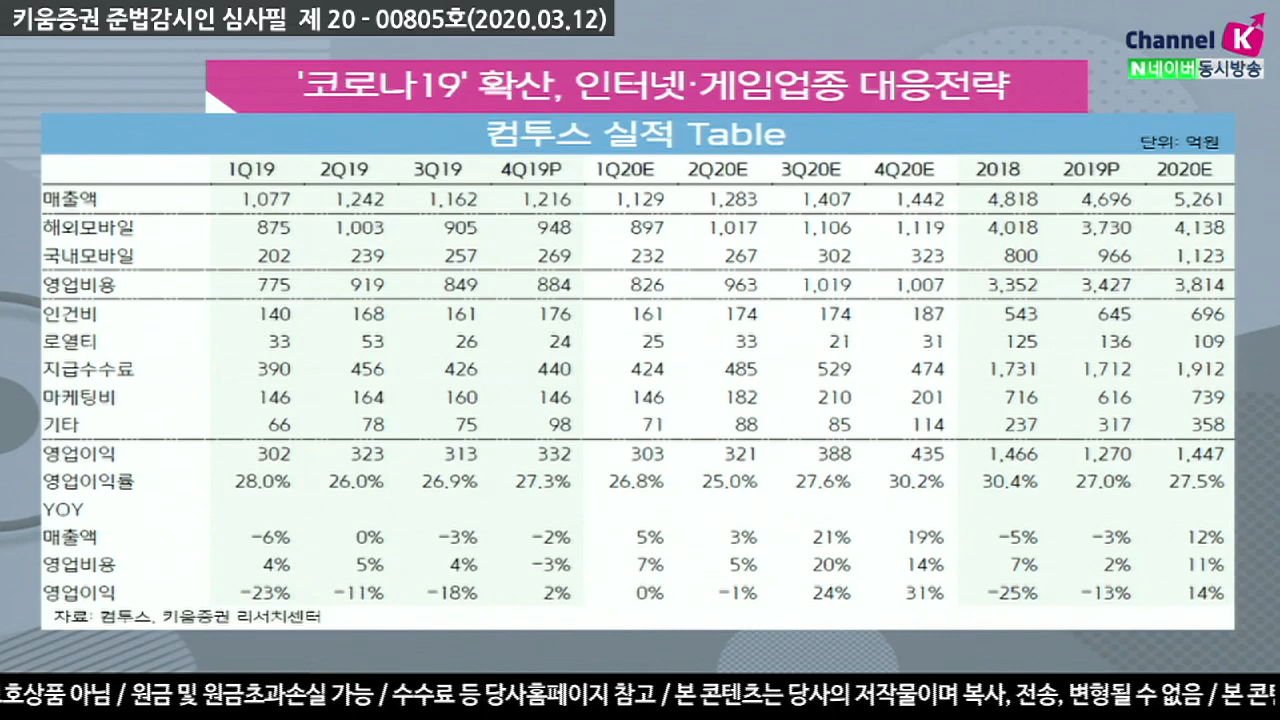 키움증권 준법감시인 심사필 제 20 - 00805호(2020.03.12)
Channel K
N 네이버 동시방송
'코로나19' 확산, 인터넷·게임업종 대응전략
컴투스 실적 Table
단위: 억원
1Q19 2Q19 3Q19 4Q19P 1Q20E 2Q20E 3Q20E 4Q20E 2018 2019P 2020E
매출액 1,077 1,242 1,162 1,216 1,129 1,283 1,407 1,442 4,818 4,696 5,261
해외모바일 875 1,003 905 948 897 1,017 1,106 1,119 4,018 3,730 4,138
국내모바일 202 239 257 269 232 267 302 323 800 966 1,123
영업비용 775 919 849 884 826 963 1,019 1,007 3,352 3,427 3,814
인건비 140 168 161 176 161 174 174 187 543 645 696
로열티 33 53 26 24 25 33 21 31 125 136 109
지급수수료 390 456 426 440 424 485 529 474 1,731 1,712 1,912
마케팅비 146 164 160 146 146 182 210 201 716 616 739
기타 66 78 75 98 71 88 85 114 237 317 358
영업이익 302 323 313 332 303 321 388 435 1,466 1,270 1,447
영업이익률 28.0% 26.0% 26.9% 27.3% 26.8% 25.0% 27.6% 30.2% 30.4% 27.0% 27.5%
YOY
매출액 -6% 0% -3% -2% 5% 3% 21% 19% -5% -3% 12%
영업비용 4% 5% 4% -3% 7% 5% 20% 14% 7% 2% 11%
영업이익 -23% -11% -18% 2% 0% -1% 24% 31% -25% -13% 14%
자료: 컴투스, 키움증권 리서치센터
호상품 아님 / 원금 및 원금초과손실 가능 / 수수료 등 당사홈페이지 참고 / 본 콘텐츠는 당사의 저작물이며 복사, 전송, 변형될 수 없음 / 본 콘텐